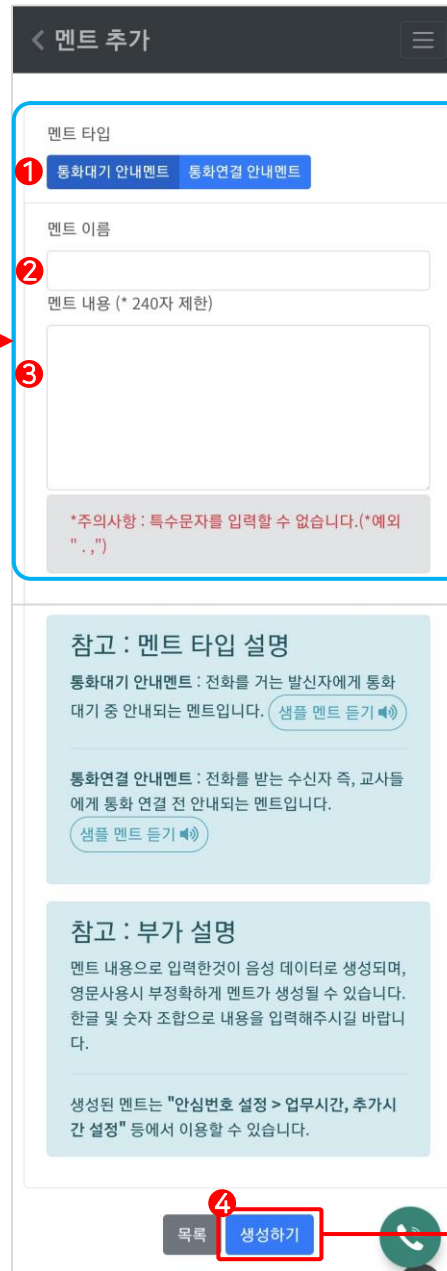 멘트 추가
멘트 타입
1 통화대기 안내멘트 통화연결 안내멘트
멘트 이름
2
멘트 내용 (* 240자 제한)
3
*주의사항 : 특수문자를 입력할 수 없습니다.(*예외
" . ,")
참고 : 멘트 타입 설명
통화대기 안내멘트 : 전화를 거는 발신자에게 통화
대기 중 안내되는 멘트입니다. 샘플 멘트 듣기
통화연결 안내멘트 : 전화를 받는 수신자 즉, 교사들
에게 통화 연결 전 안내되는 멘트입니다.
샘플 멘트 듣기
참고 : 부가 설명
멘트 내용으로 입력한것이 음성 데이터로 생성되며,
영문사용시 부정확하게 멘트가 생성될 수 있습니다.
한글 및 숫자 조합으로 내용을 입력해주시길 바랍니
다.
생성된 멘트는 "안심번호 설정 > 업무시간, 추가시
간 설정" 등에서 이용할 수 있습니다.
4
목록 생성하기